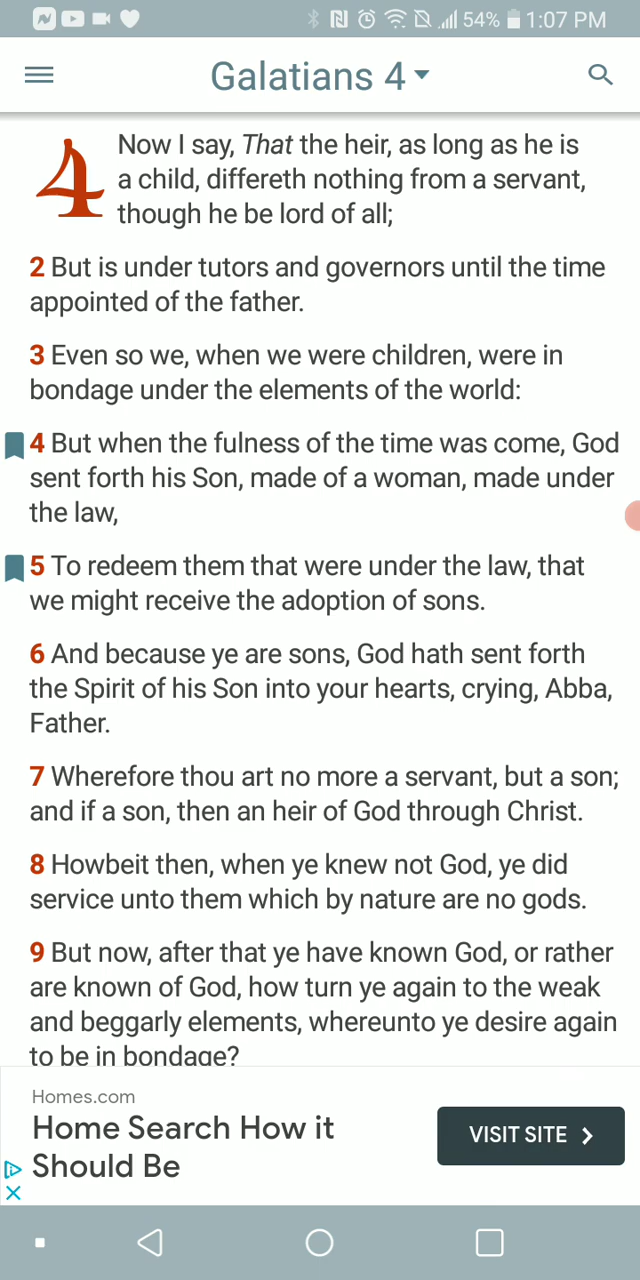 54% 1:07 PM
Galatians 4
4 Now I say, That the heir, as long as he is
a child, differeth nothing from a servant,
though he be lord of all;
2 But is under tutors and governors until the time
appointed of the father.
3 Even so we, when we were children, were in
bondage under the elements of the world:
4 But when the fulness of the time was come, God
sent forth his Son, made of a woman, made under
the law,
5 To redeem them that were under the law, that
we might receive the adoption of sons.
6 And because ye are sons, God hath sent forth
the Spirit of his Son into your hearts, crying, Abba,
Father.
7 Wherefore thou art no more a servant, but a son;
and if a son, then an heir of God through Christ.
8 Howbeit then, when ye knew not God, ye did
service unto them which by nature are no gods.
9 But now, after that ye have known God, or rather
are known of God, how turn ye again to the weak
and beggarly elements, whereunto ye desire again
to be in bondage?
Homes.com
Home Search How it
Should Be
VISIT SITE